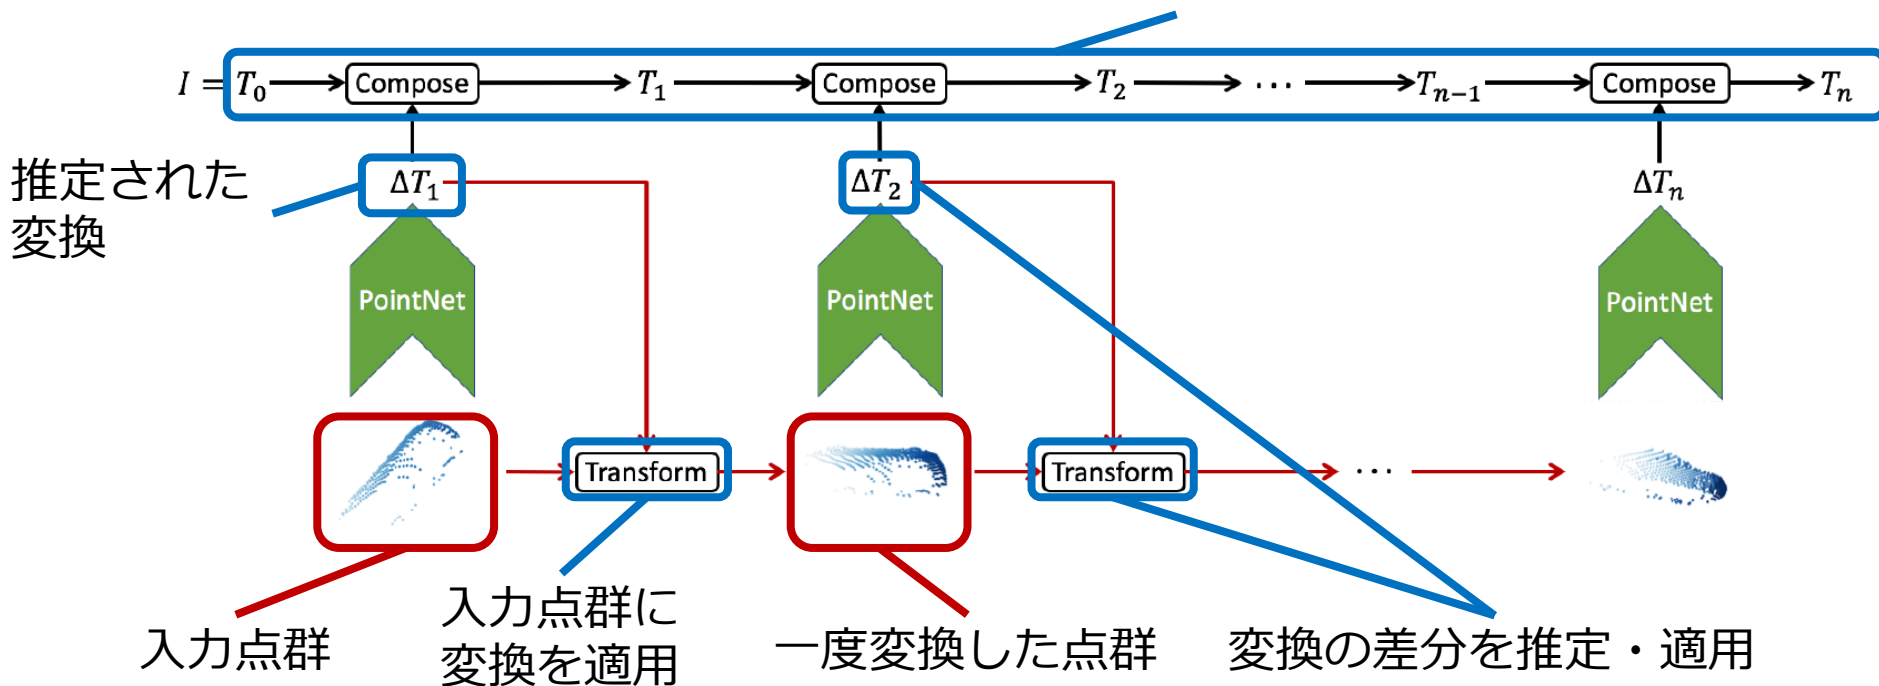 I = T₀ Compose T₁ Compose T₂ ··· Tₙ₋₁ Compose Tₙ
推定された
変換
ΔT₁ ΔT₂ ΔTₙ
PointNet PointNet PointNet
Transform Transform ···
入力点群
入力点群に
変換を適用
一度変換した点群
変換の差分を推定・適用